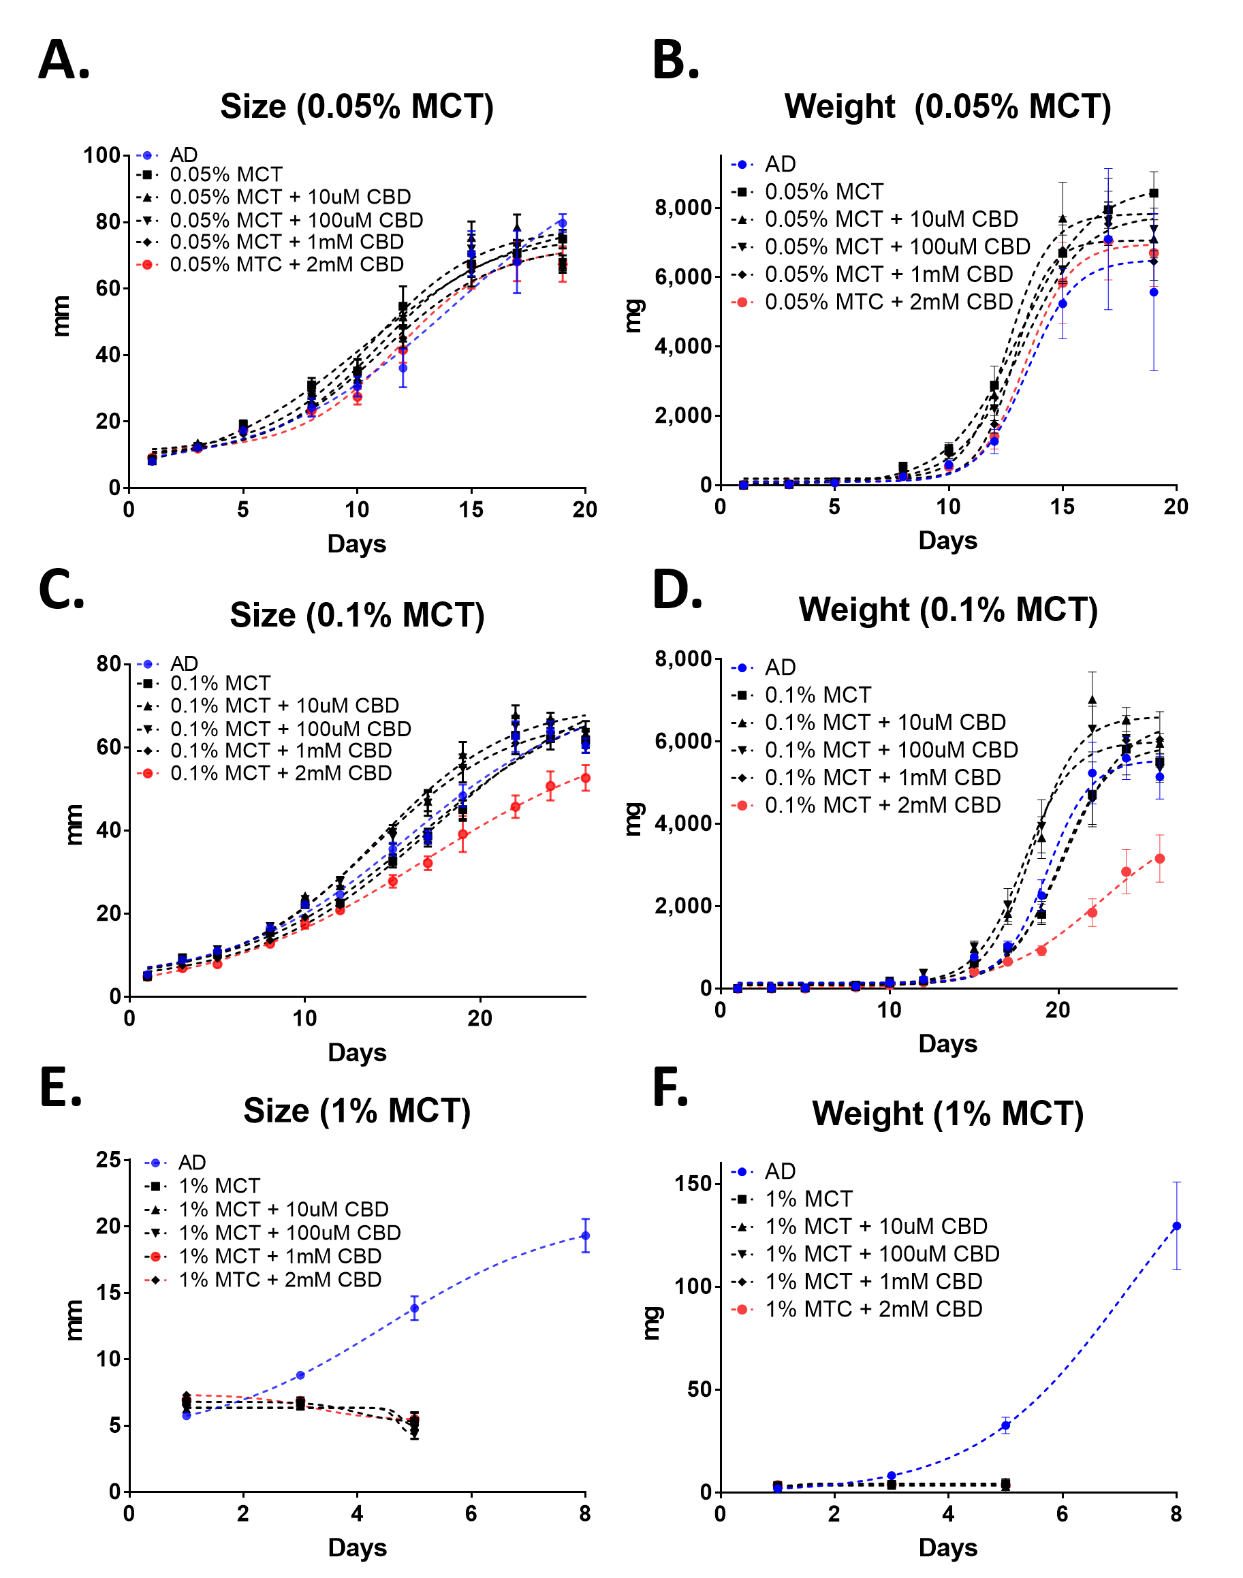 A.
Size (0.05% MCT)
100
80
60
40
20
0
mm
AD
0.05% MCT
0.05% MCT + 10uM CBD
0.05% MCT + 100uM CBD
0.05% MCT + 1mM CBD
0.05% MTC + 2mM CBD
0 5 10 15 20
Days
B.
Weight (0.05% MCT)
8,000
6,000
4,000
2,000
0
mg
AD
0.05% MCT
0.05% MCT + 10uM CBD
0.05% MCT + 100uM CBD
0.05% MCT + 1mM CBD
0.05% MTC + 2mM CBD
0 5 10 15 20
Days
C.
Size (0.1% MCT)
80
60
40
20
0
mm
AD
0.1% MCT
0.1% MCT + 10uM CBD
0.1% MCT + 100uM CBD
0.1% MCT + 1mM CBD
0.1% MCT + 2mM CBD
0 10 20
Days
D.
Weight (0.1% MCT)
8,000
6,000
4,000
2,000
0
mg
AD
0.1% MCT
0.1% MCT + 10uM CBD
0.1% MCT + 100uM CBD
0.1% MCT + 1mM CBD
0.1% MCT + 2mM CBD
0 10 20
Days
E.
Size (1% MCT)
25
20
15
10
5
0
mm
AD
1% MCT
1% MCT + 10uM CBD
1% MCT + 100uM CBD
1% MCT + 1mM CBD
1% MTC + 2mM CBD
0 2 4 6 8
Days
F.
Weight (1% MCT)
150
100
50
0
mg
AD
1% MCT
1% MCT + 10uM CBD
1% MCT + 100uM CBD
1% MCT + 1mM CBD
1% MTC + 2mM CBD
0 2 4 6 8
Days